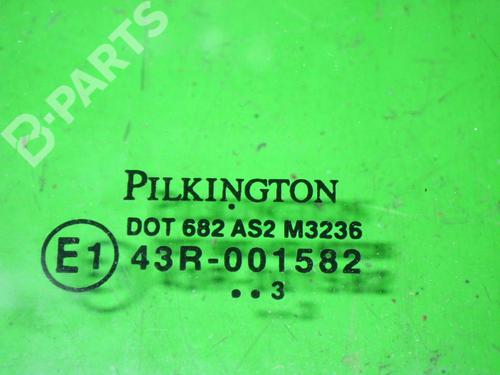 B-PARTS
PILKINGTON
DOT 682 AS2 M3236
E1 43R-001582
..3